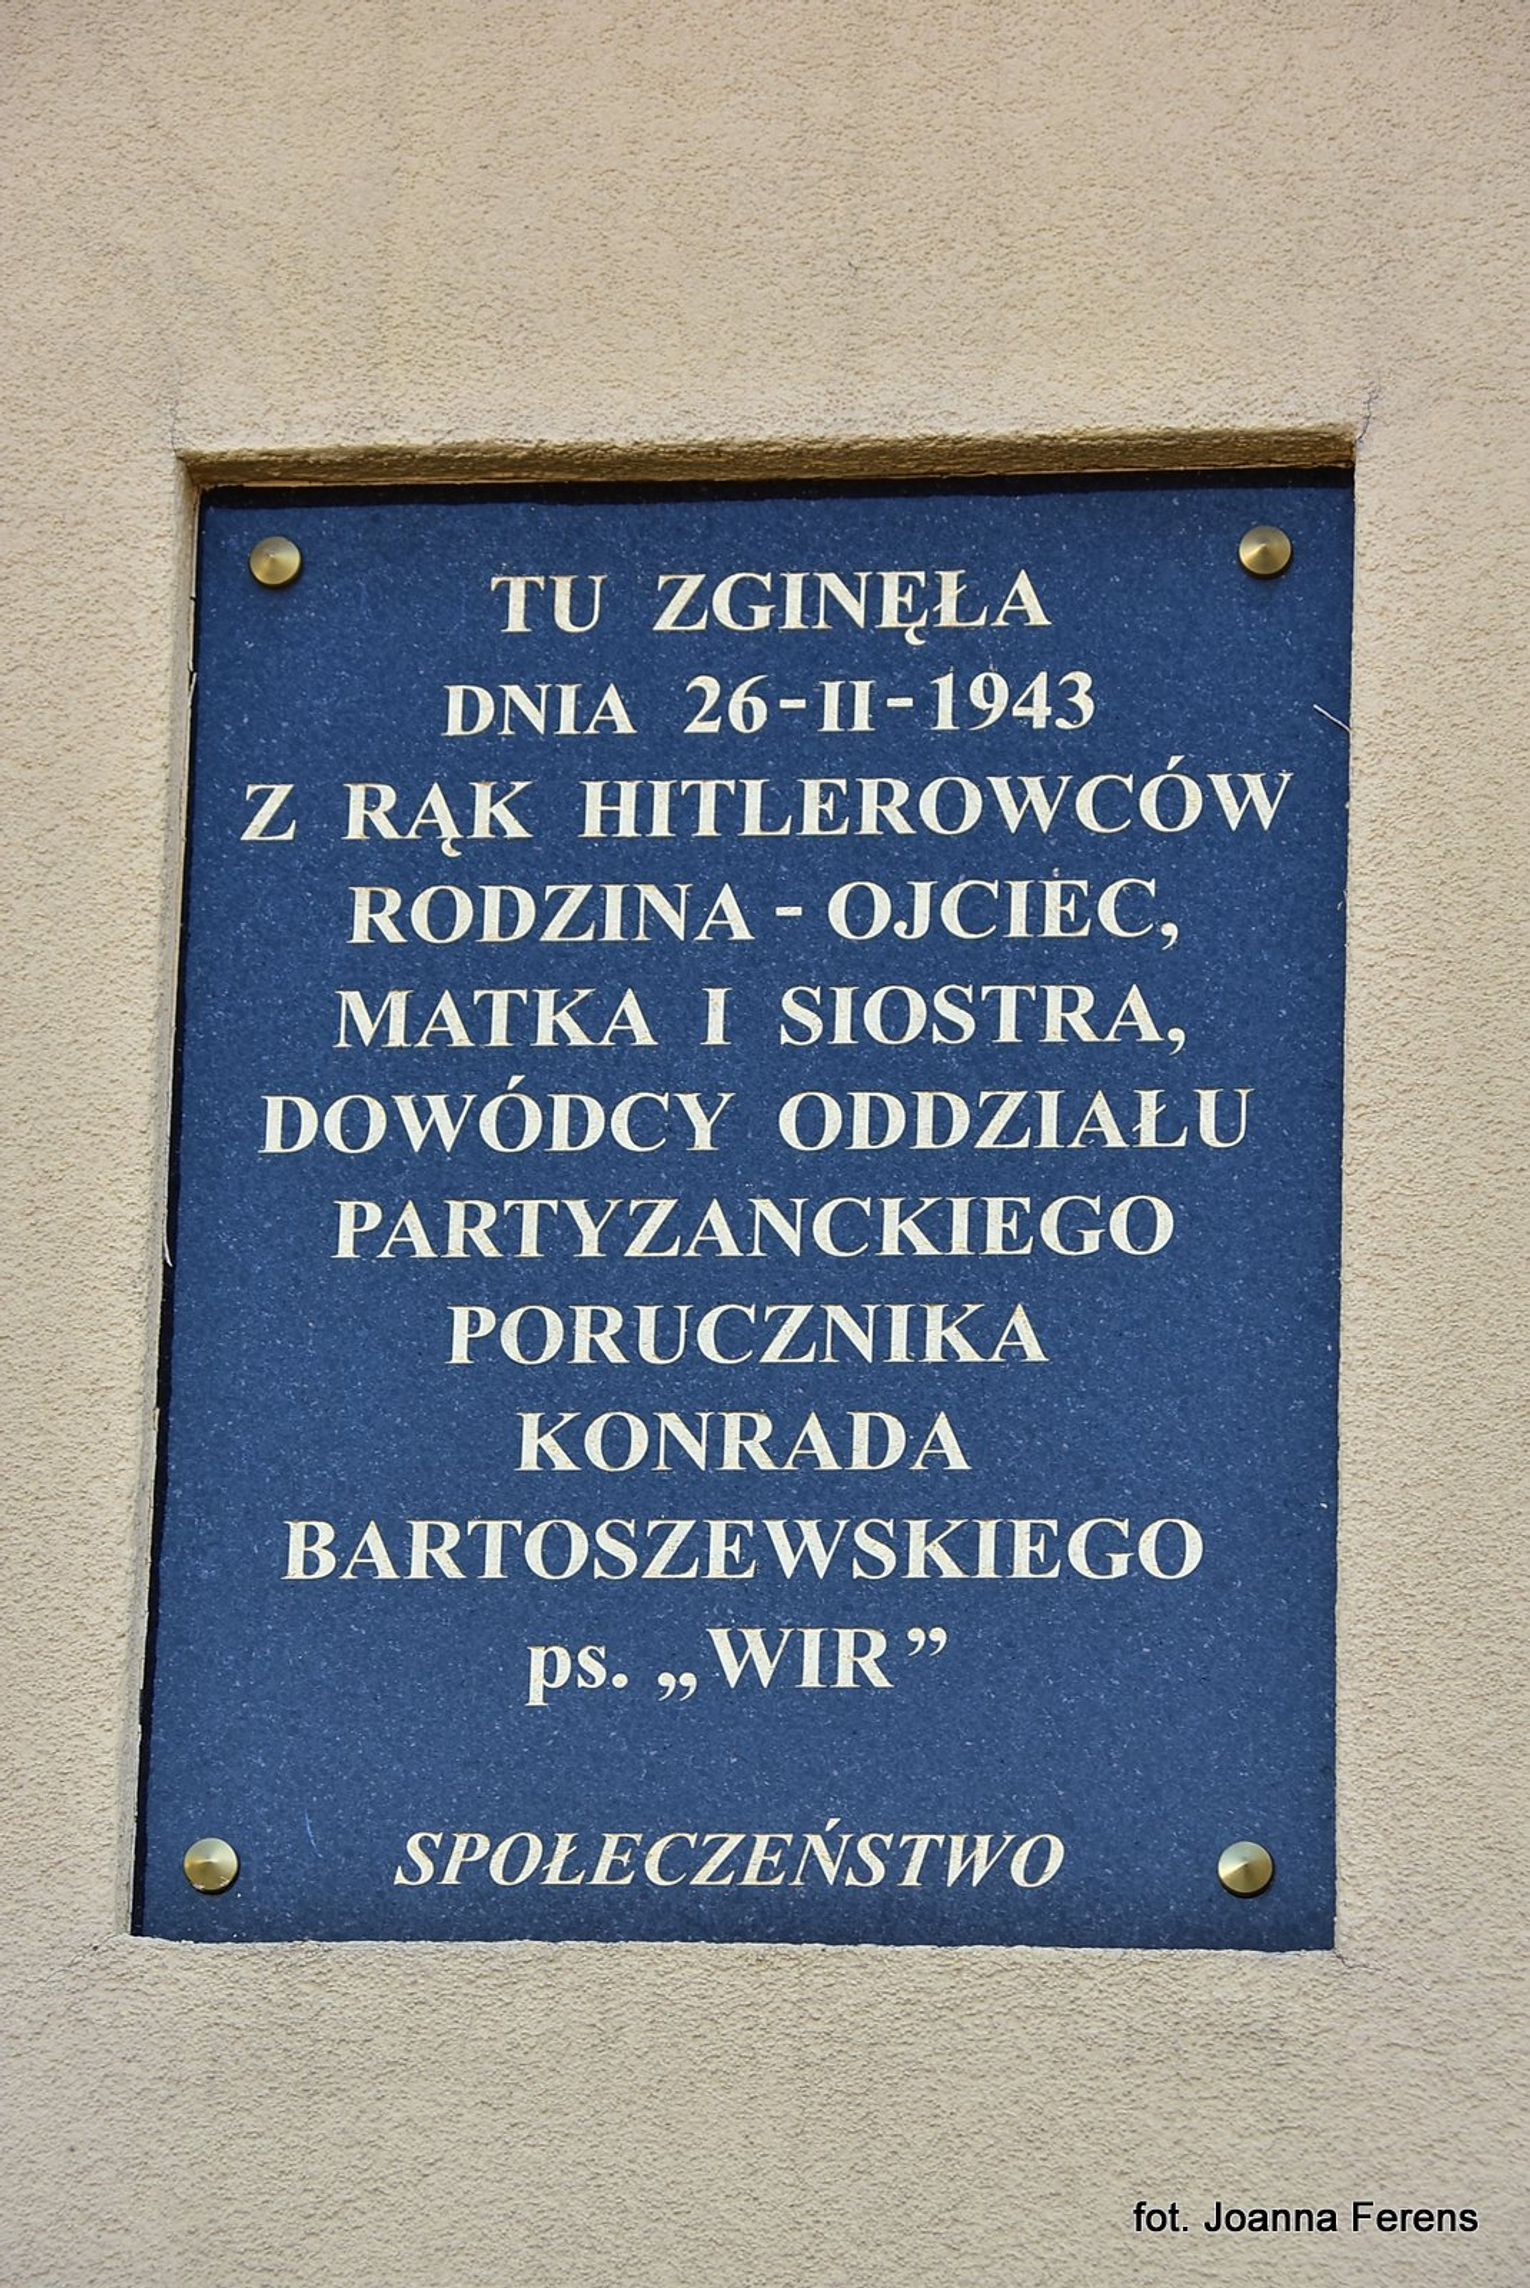 TU ZGINĘŁA
DNIA 26-II-1943
Z RĄK HITLEROWCÓW
RODZINA - OJCIEC,
MATKA I SIOSTRA,
DOWÓDCY ODDZIAŁU
PARTYZANCKIEGO
PORUCZNIKA
KONRADA
BARTOSZEWSKIEGO
ps. „WIR”
SPOŁECZEŃSTWO
fot. Joanna Ferens